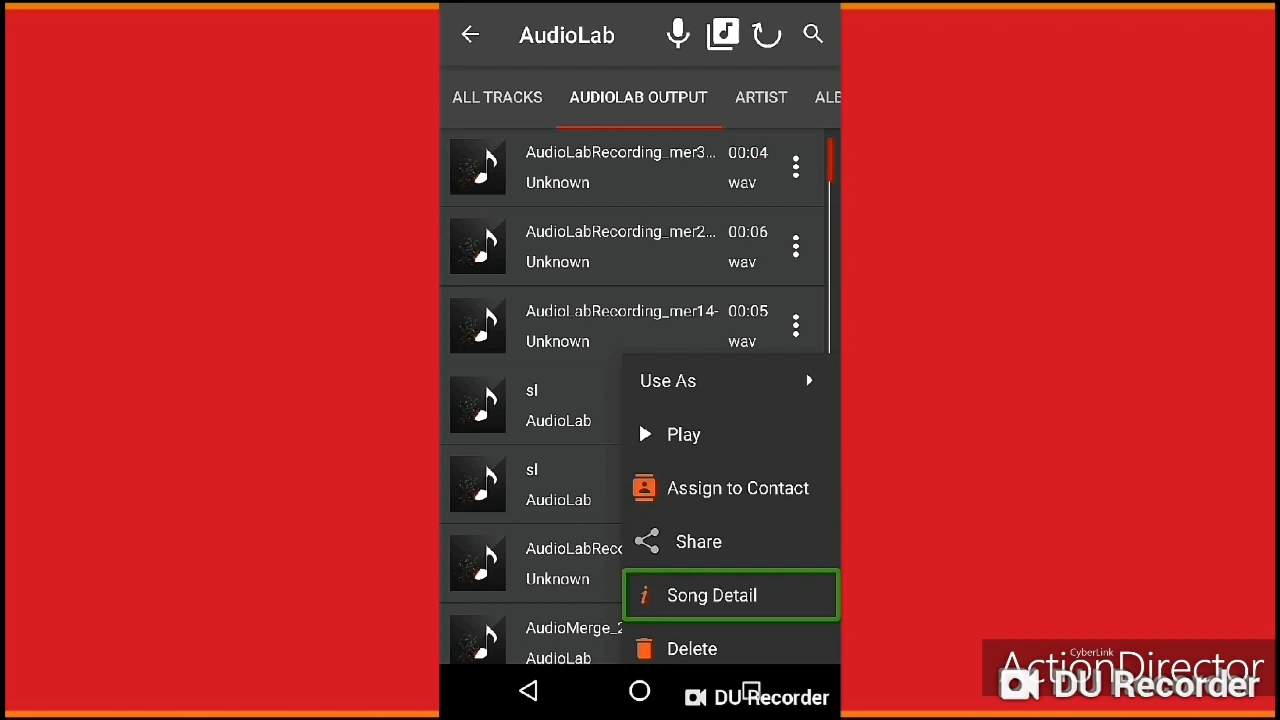 AudioLab
ALL TRACKS AUDIOLAB OUTPUT ARTIST ALB
AudioLabRecording_mer3... 00:04
Unknown wav
AudioLabRecording_mer2... 00:06
Unknown wav
AudioLabRecording_mer14- 00:05
Unknown wav
Use As
sl
AudioLab
Play
sl
Assign to Contact
AudioLab
Share
AudioLabRec
Unknown
Song Detail
AudioMerge_2
Delete
AudioLab
CyberLink
ActionDirector
DU Recorder
DU Recorder